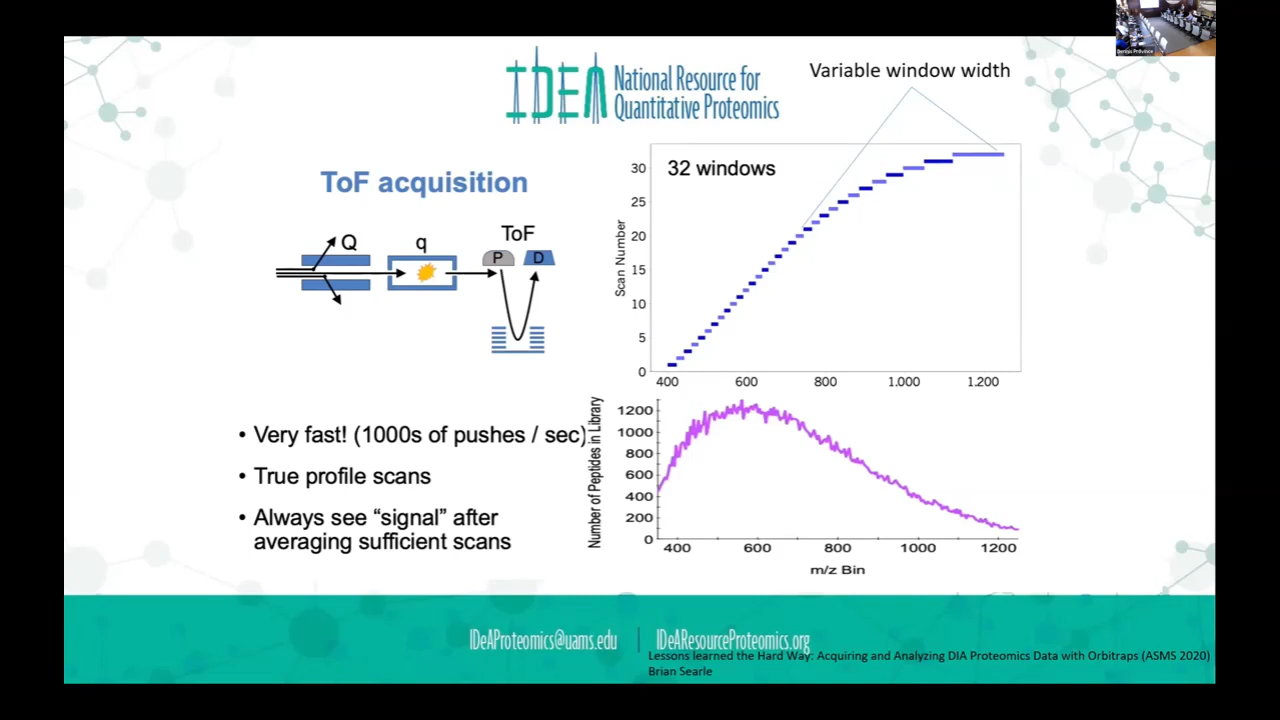 IDEA National Resource for
Quantitative Proteomics
Variable window width
ToF acquisition
Q
q
ToF
P
D
32 windows
Scan Number
30
25
20
15
10
5
0
400 600 800 1.000 1.200
• Very fast! (1000s of pushes / sec)
• True profile scans
• Always see “signal” after
averaging sufficient scans
Number of Peptides in Library
1200
1000
800
600
400
200
0
400 600 800 1000 1200
m/z Bin
IDeAProteomics@uams.edu | IDeAResourceProteomics.org
Lessons learned the Hard Way: Acquiring and Analyzing DIA Proteomics Data with Orbitraps (ASMS 2020)
Brian Searle